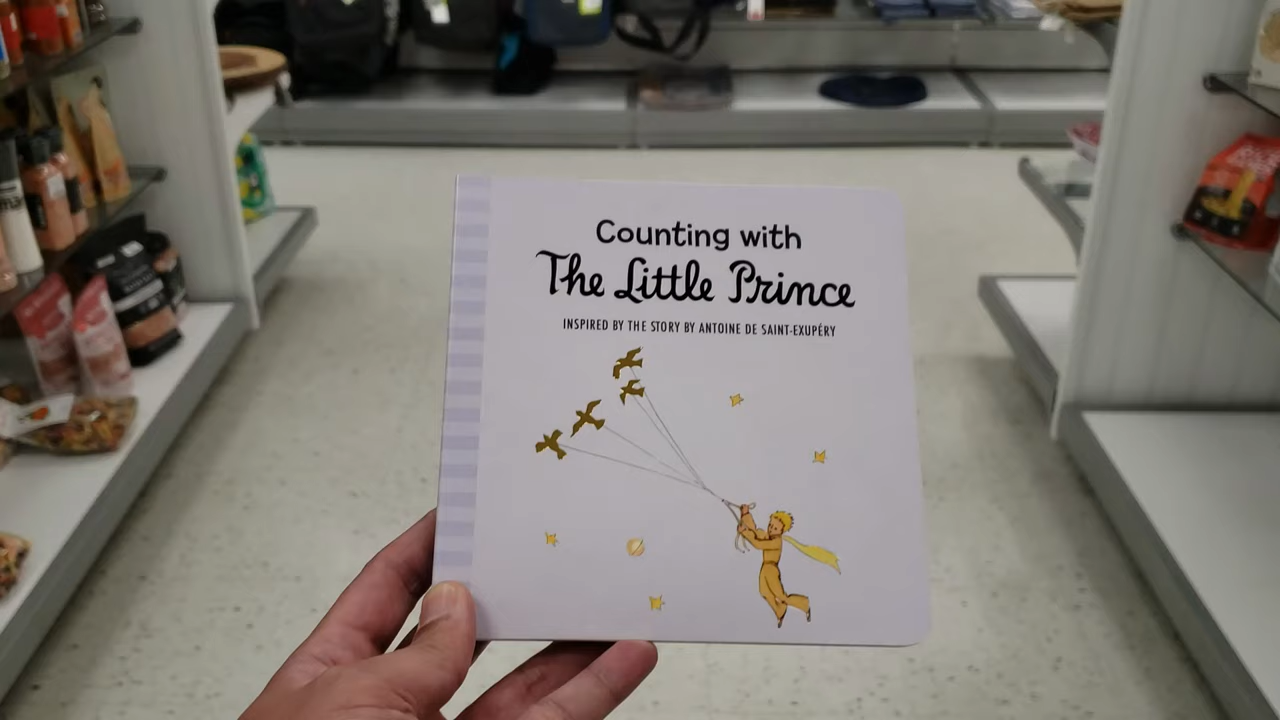 Counting with
The Little Prince
INSPIRED BY THE STORY BY ANTOINE DE SAINT-EXUPÉRY